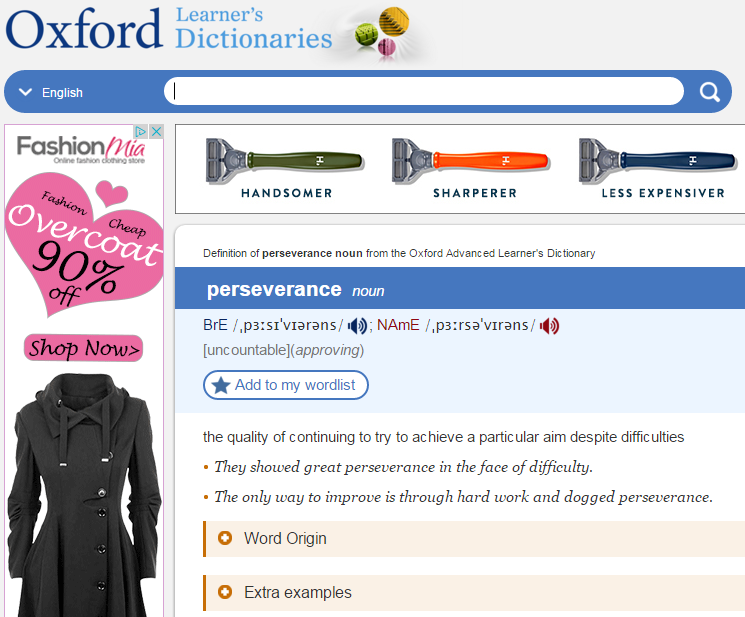 Oxford Learner's Dictionaries
English
FashionMia
Online fashion clothing store
Fashion
Cheap
Overcoat
90%
off
Shop Now>
H H H
HANDSOMER SHARPERER LESS EXPENSIVER
Definition of perseverance noun from the Oxford Advanced Learner's Dictionary
perseverance noun
BrE /ˌpɜːsɪˈvɪərəns/ ; NAmE /ˌpɜːrsəˈvɪrəns/
[uncountable](approving)
Add to my wordlist
the quality of continuing to try to achieve a particular aim despite difficulties
• They showed great perseverance in the face of difficulty.
• The only way to improve is through hard work and dogged perseverance.
Word Origin
Extra examples